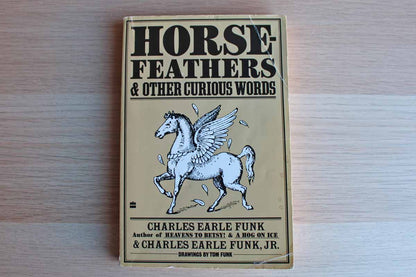 HORSE-
FEATHERS
& OTHER CURIOUS WORDS
CHARLES EARLE FUNK
Author of HEAVENS TO BETSY! & A HOG ON ICE
& CHARLES EARLE FUNK, JR.
DRAWINGS BY TOM FUNK